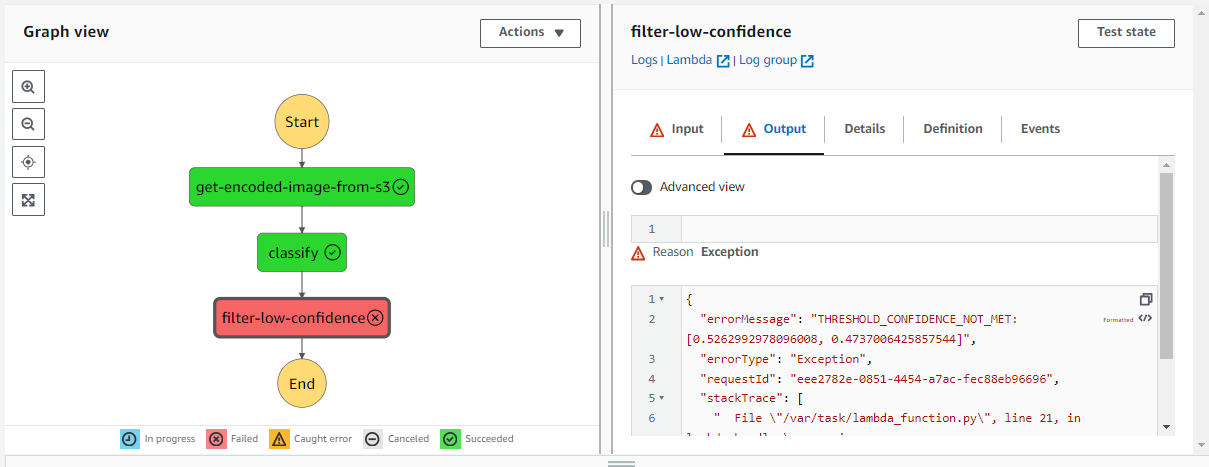 Graph view
Actions
Start
get-encoded-image-from-s3
classify
filter-low-confidence
End
In progress
Failed
Caught error
Canceled
Succeeded
filter-low-confidence
Test state
Logs | Lambda | Log group
Input
Output
Details
Definition
Events
Advanced view
1
Reason Exception
1 {
2 "errorMessage": "THRESHOLD_CONFIDENCE_NOT_MET:
[0.5262992978096008, 0.4737006425857544]",
Formatted
3 "errorType": "Exception",
4 "requestId": "eee2782e-0851-4454-a7ac-fec88eb96696",
5 "stackTrace": [
6 " File \"/var/task/lambda_function.py\", line 21, in